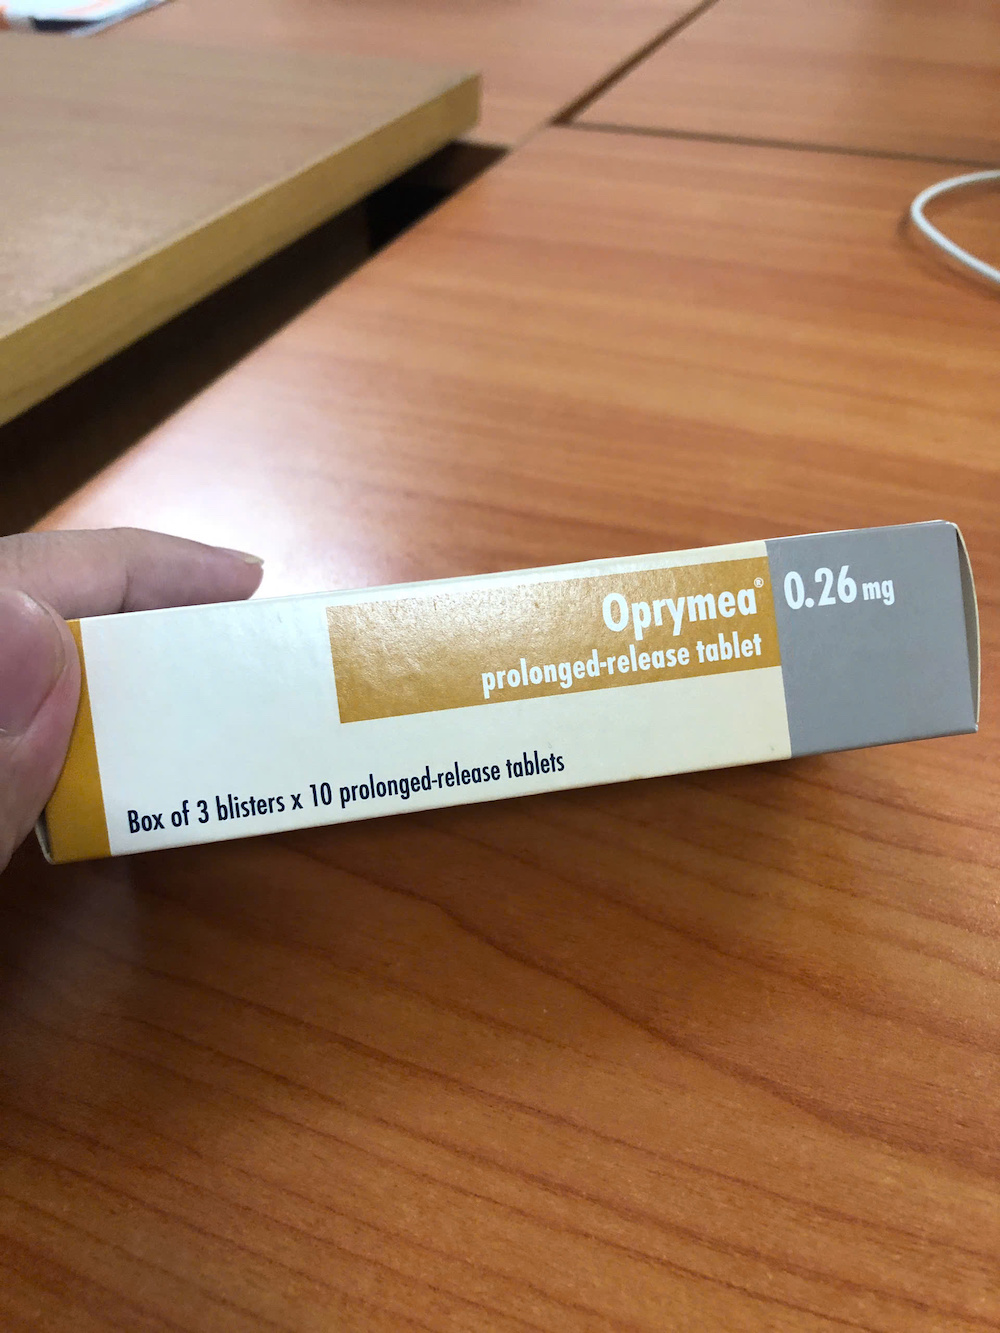 Oprymea® 0.26 mg
prolonged-release tablet
Box of 3 blisters x 10 prolonged-release tablets